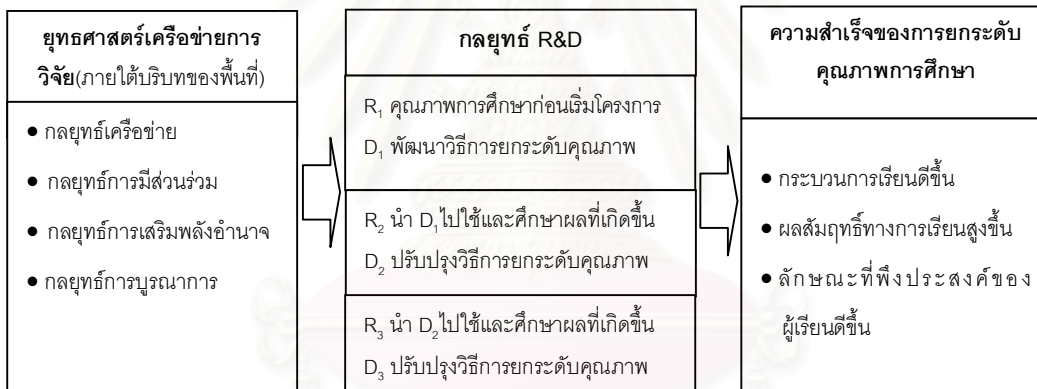 ยุทธศาสตร์เครือข่ายการ
วิจัย(ภายใต้บริบทของพื้นที่)
• กลยุทธ์เครือข่าย
• กลยุทธ์การมีส่วนร่วม
• กลยุทธ์การเสริมพลังอำนาจ
• กลยุทธ์การบูรณาการ
กลยุทธ์ R&D
R₁ คุณภาพการศึกษาก่อนเริ่มโครงการ
D₁ พัฒนาวิธีการยกระดับคุณภาพ
R₂ นำ D₁ไปใช้และศึกษาผลที่เกิดขึ้น
D₂ ปรับปรุงวิธีการยกระดับคุณภาพ
R₃ นำ D₂ไปใช้และศึกษาผลที่เกิดขึ้น
D₃ ปรับปรุงวิธีการยกระดับคุณภาพ
ความสำเร็จของการยกระดับ
คุณภาพการศึกษา
• กระบวนการเรียนดีขึ้น
• ผลสัมฤทธิ์ทางการเรียนสูงขึ้น
• ลักษณะที่พึงประสงค์ของ
ผู้เรียนดีขึ้น